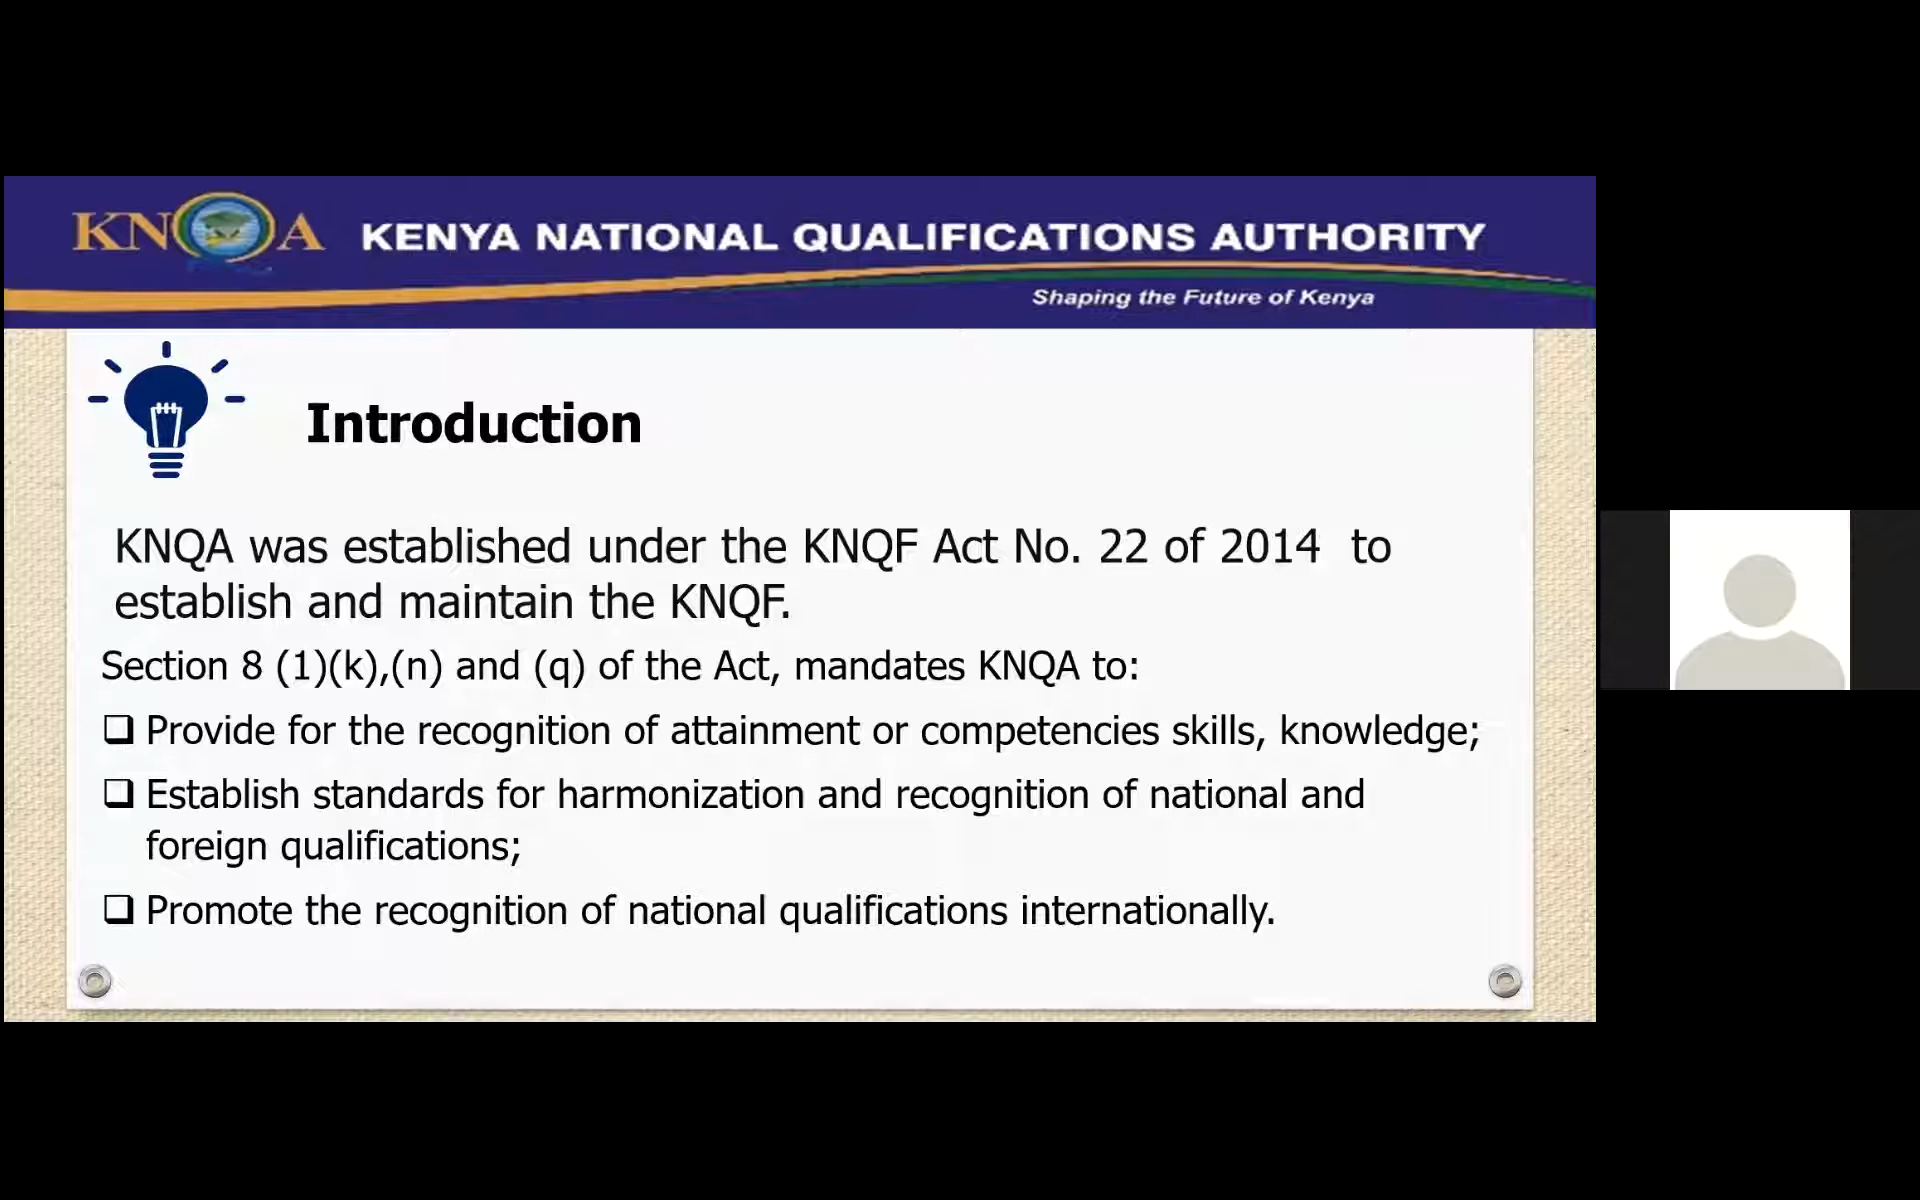 KNQA KENYA NATIONAL QUALIFICATIONS AUTHORITY
Shaping the Future of Kenya
Introduction
KNQA was established under the KNQF Act No. 22 of 2014 to
establish and maintain the KNQF.
Section 8 (1)(k),(n) and (q) of the Act, mandates KNQA to:
❑ Provide for the recognition of attainment or competencies skills, knowledge;
❑ Establish standards for harmonization and recognition of national and
foreign qualifications;
❑ Promote the recognition of national qualifications internationally.